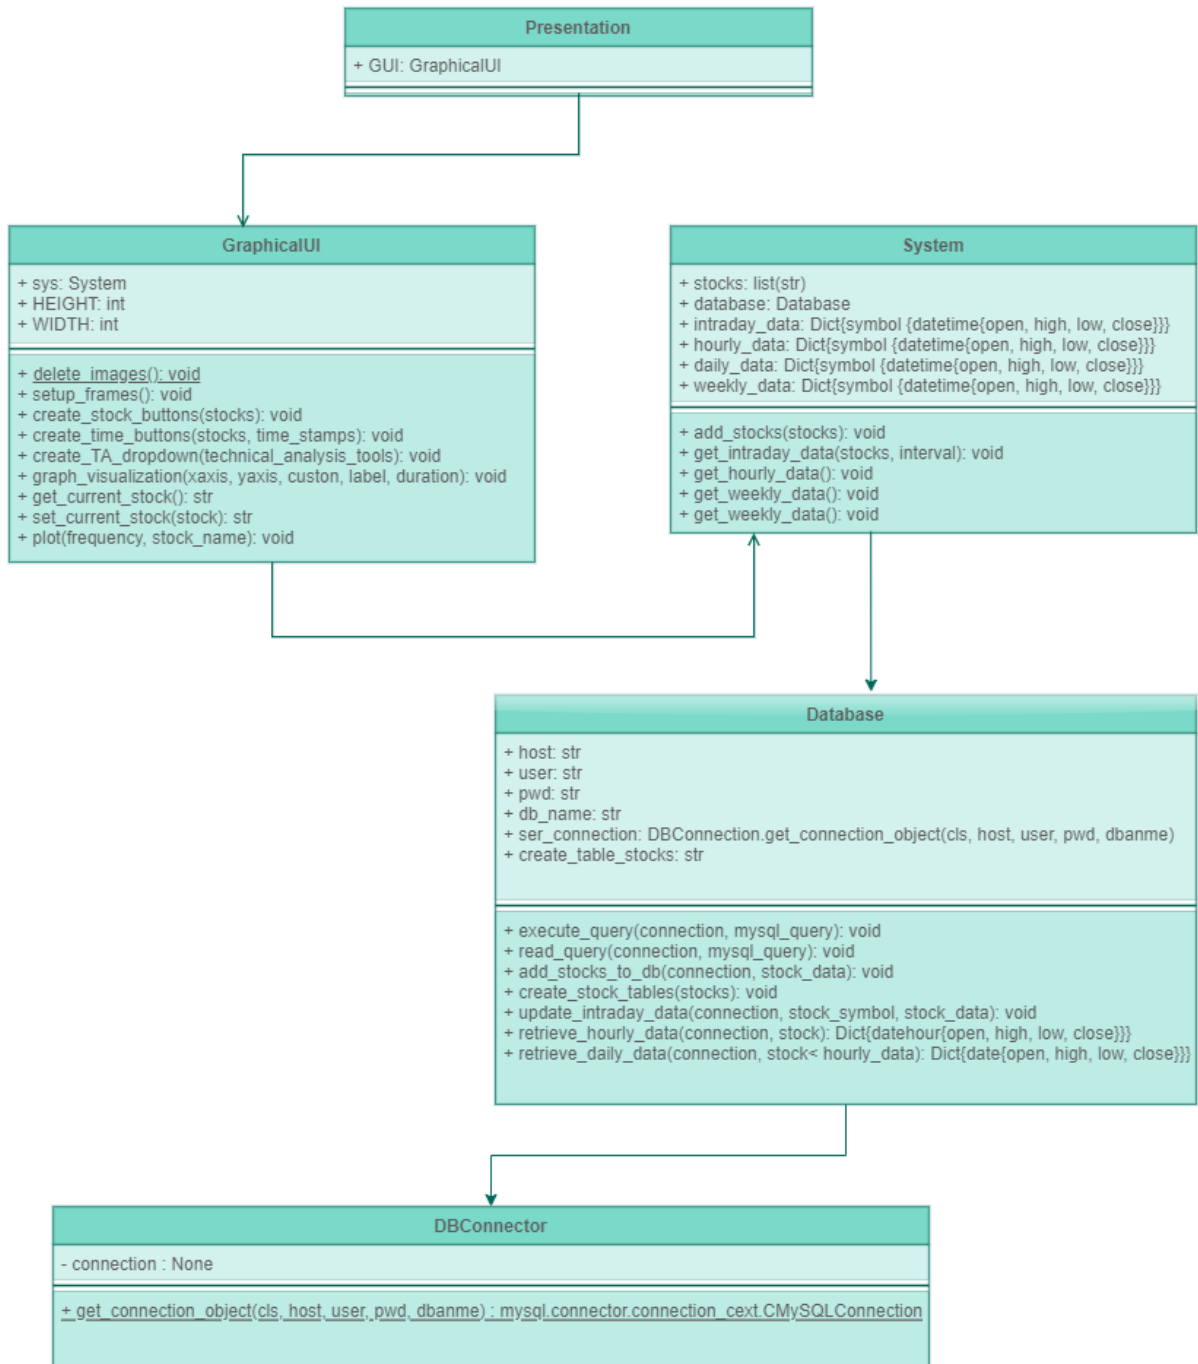 Presentation
+ GUI: GraphicalUI
GraphicalUI
+ sys: System
+ HEIGHT: int
+ WIDTH: int
+ delete_images(): void
+ setup_frames(): void
+ create_stock_buttons(stocks): void
+ create_time_buttons(stocks, time_stamps): void
+ create_TA_dropdown(technical_analysis_tools): void
+ graph_visualization(xaxis, yaxis, custon, label, duration): void
+ get_current_stock(): str
+ set_current_stock(stock): str
+ plot(frequency, stock_name): void
System
+ stocks: list(str)
+ database: Database
+ intraday_data: Dict{symbol {datetime{open, high, low, close}}}
+ hourly_data: Dict{symbol {datetime{open, high, low, close}}}
+ daily_data: Dict{symbol {datetime{open, high, low, close}}}
+ weekly_data: Dict{symbol {datetime{open, high, low, close}}}
+ add_stocks(stocks): void
+ get_intraday_data(stocks, interval): void
+ get_hourly_data(): void
+ get_weekly_data(): void
+ get_weekly_data(): void
Database
+ host: str
+ user: str
+ pwd: str
+ db_name: str
+ ser_connection: DBConnection.get_connection_object(cls, host, user, pwd, dbanme)
+ create_table_stocks: str
+ execute_query(connection, mysql_query): void
+ read_query(connection, mysql_query): void
+ add_stocks_to_db(connection, stock_data): void
+ create_stock_tables(stocks): void
+ update_intraday_data(connection, stock_symbol, stock_data): void
+ retrieve_hourly_data(connection, stock): Dict{datehour{open, high, low, close}}}
+ retrieve_daily_data(connection, stock< hourly_data): Dict{date{open, high, low, close}}}
DBConnector
- connection : None
+ get_connection_object(cls, host, user, pwd, dbanme) : mysql.connector.connection_cext.CMySQLConnection